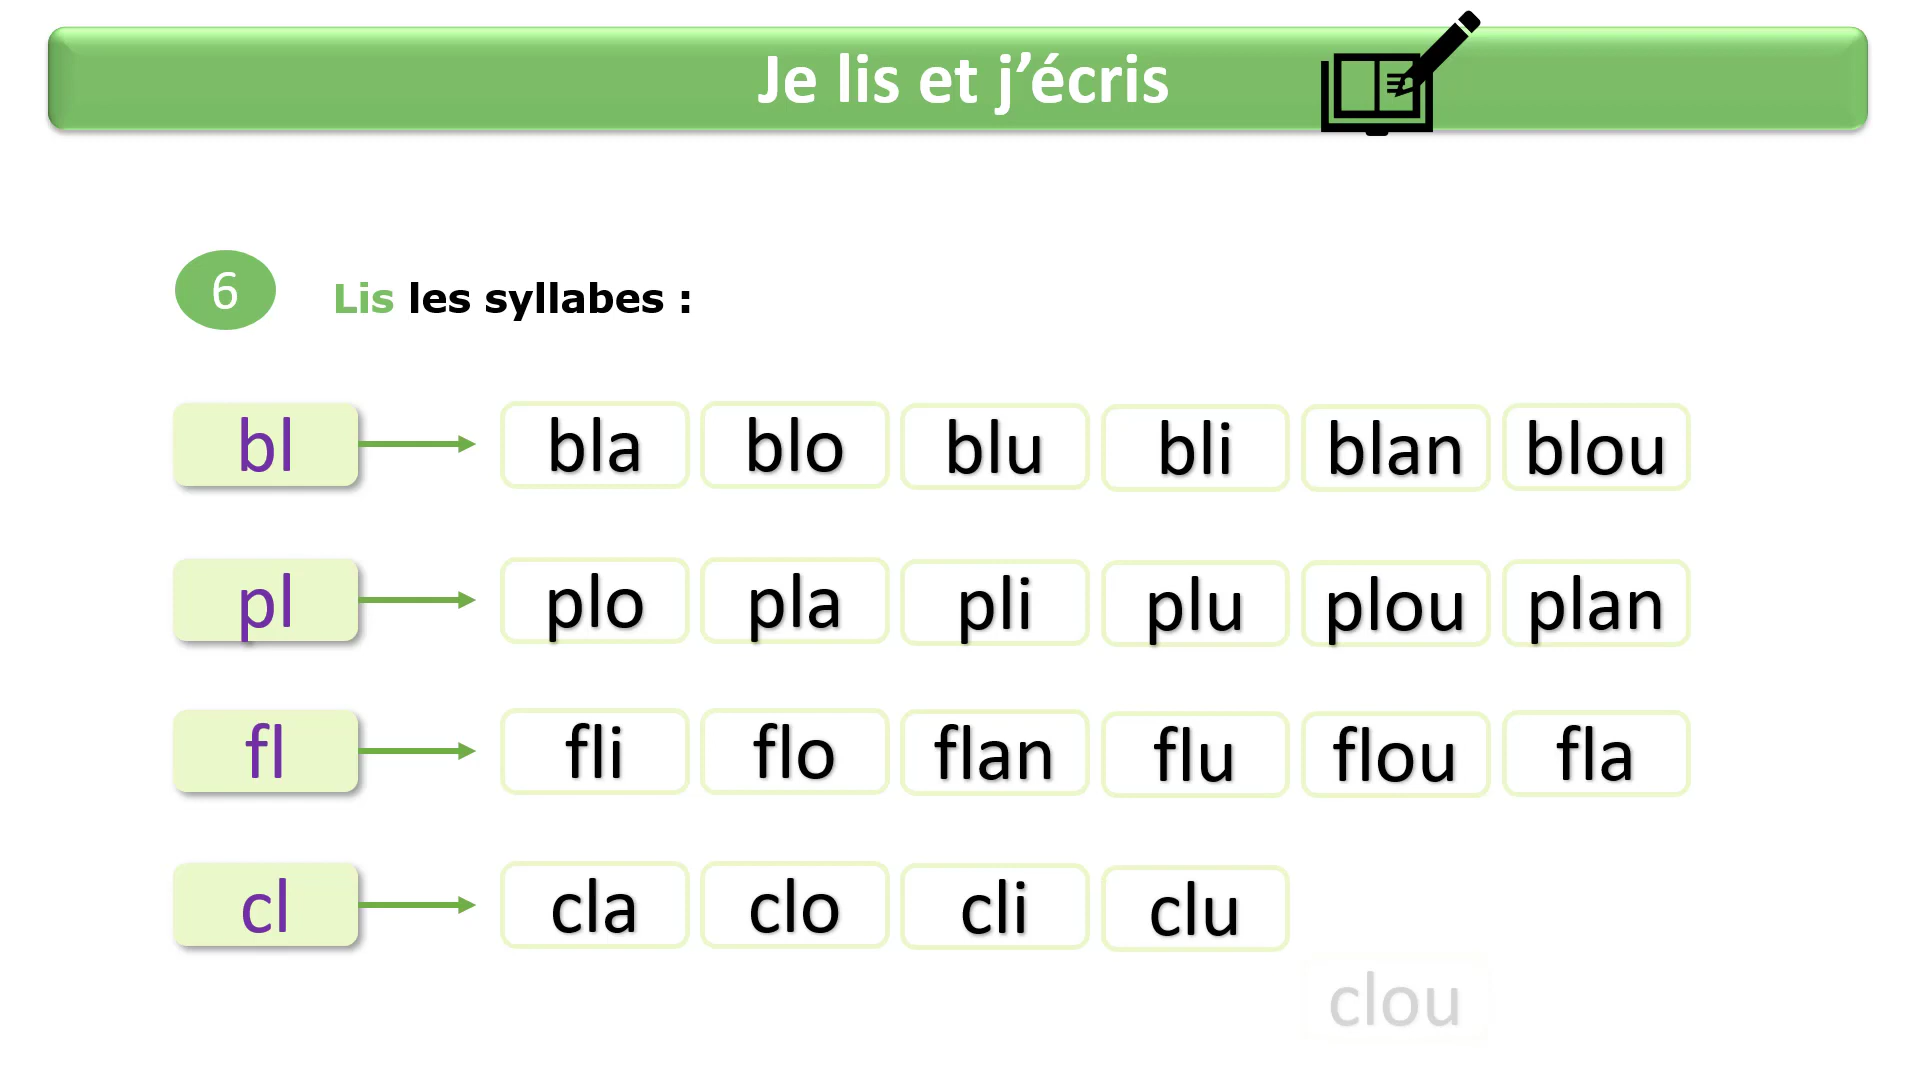 Je lis et j’écris
6 Lis les syllabes :
bl bla blo blu bli blan blou
pl plo pla pli plu plou plan
fl fli flo flan flu flou fla
cl cla clo cli clu
clou